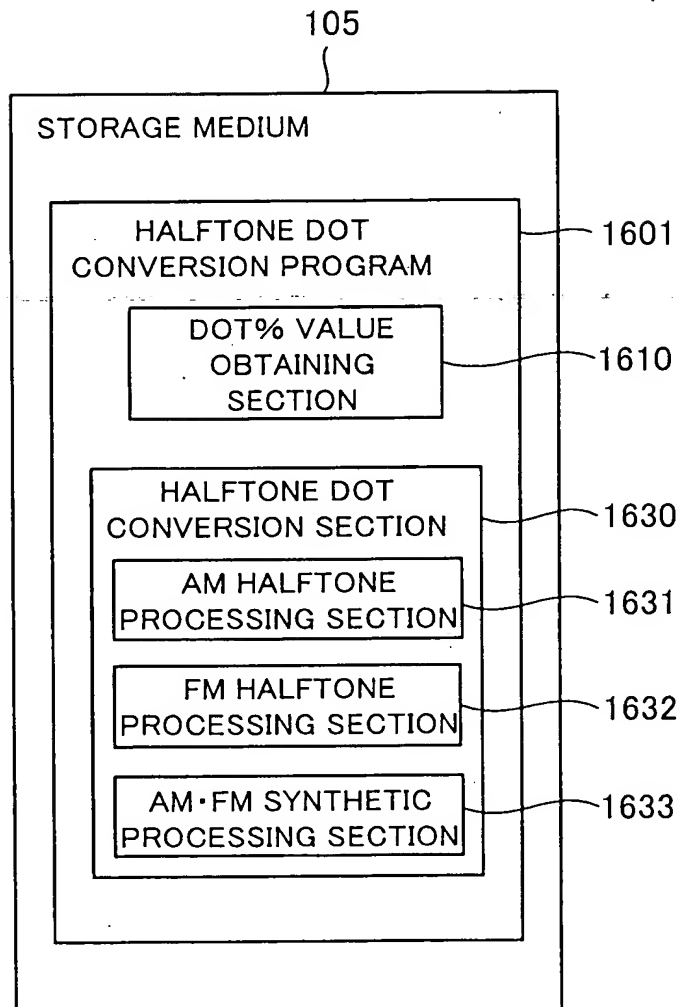 105
STORAGE MEDIUM
HALFTONE DOT
CONVERSION PROGRAM
1601
DOT% VALUE
OBTAINING
SECTION
1610
HALFTONE DOT
CONVERSION SECTION
1630
AM HALFTONE
PROCESSING SECTION
1631
FM HALFTONE
PROCESSING SECTION
1632
AM·FM SYNTHETIC
PROCESSING SECTION
1633